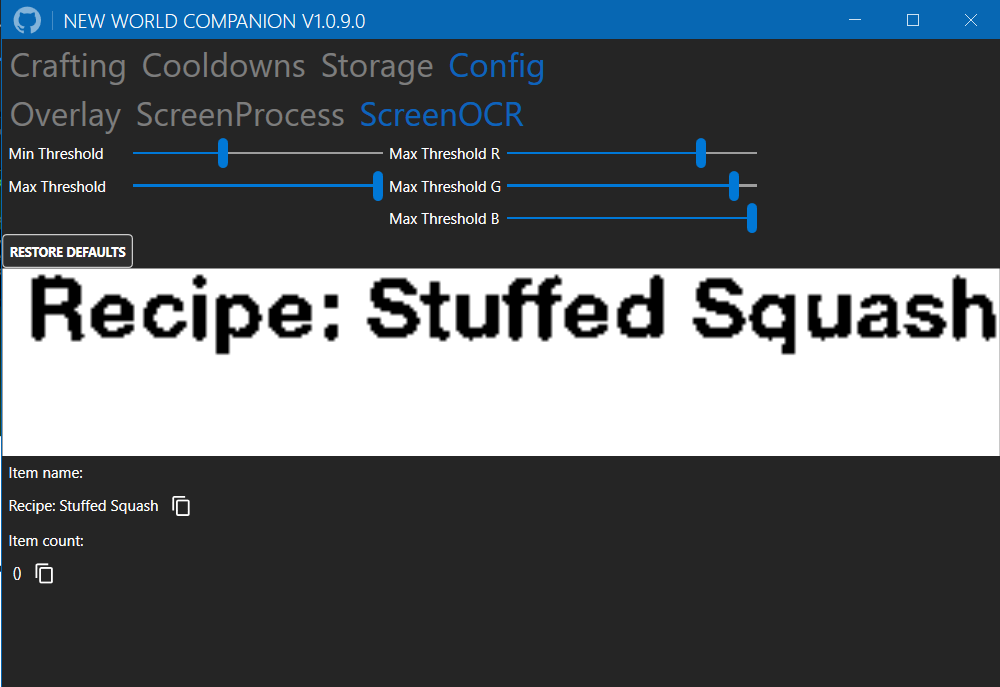 NEW WORLD COMPANION V1.0.9.0
Crafting Cooldowns Storage Config
Overlay ScreenProcess ScreenOCR
Min Threshold Max Threshold R
Max Threshold Max Threshold G
Max Threshold B
RESTORE DEFAULTS
Recipe: Stuffed Squash
Item name:
Recipe: Stuffed Squash
Item count:
()